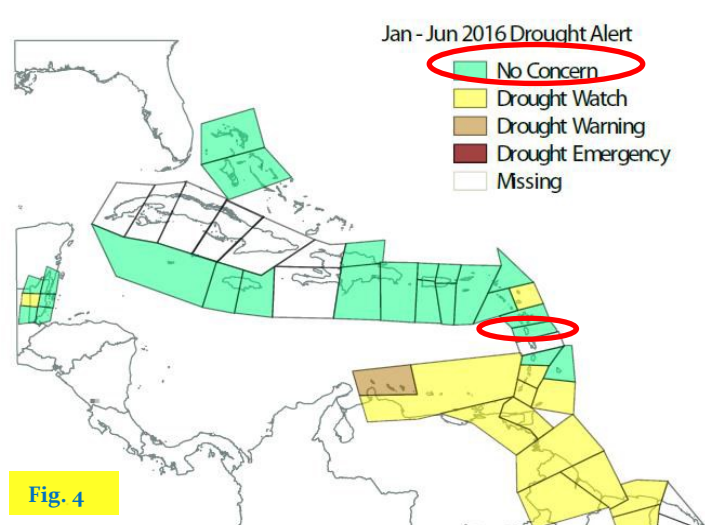 Jan - Jun 2016 Drought Alert
No Concern
Drought Watch
Drought Warning
Drought Emergency
Missing
Fig. 4